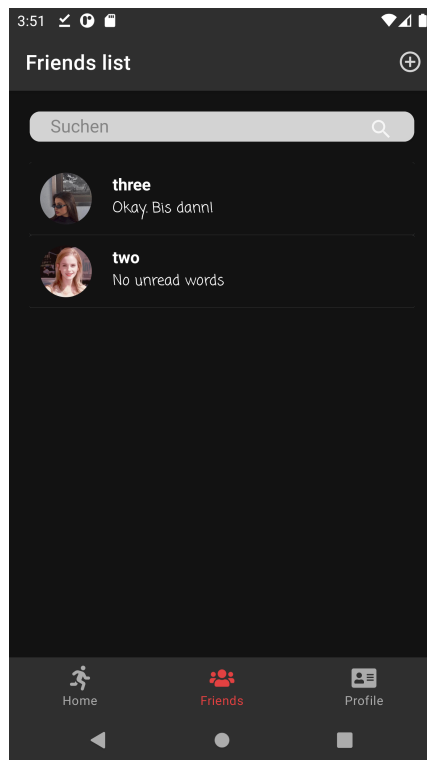 3:51
Friends list
Suchen
three
Okay. Bis dann!
two
No unread words
Home
Friends
Profile